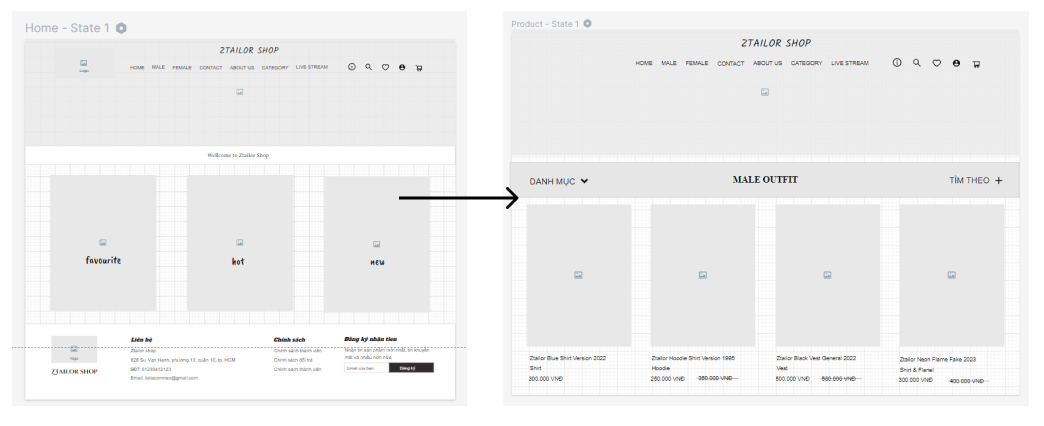 Home - State 1
ZTAILOR SHOP
Logo
HOME MALE FEMALE CONTACT ABOUT US CATEGORY LIVE STREAM
Wellcome to Ztailor Shop
favourite
hot
new
Logo
ZTAILOR SHOP
Liên hệ
Ztailor shop
828 Sư Vạn Hạnh, phường 13, quận 10, tp. HCM
SĐT: 01233412123
Chính sách
Chính sách thành viên
Chính sách đổi trả
Chính sách thành viên
Đăng ký nhận tien
Nhận tin sản phẩm mới nhất, tin khuyến
mãi và nhiều hơn nữa.
Email của bạn
Đăng ký
Product - State 1
ZTAILOR SHOP
HOME MALE FEMALE CONTACT ABOUT US CATEGORY LIVE STREAM
DANH MỤC
MALE OUTFIT
TÌM THEO
Ztailor Blue Shirt Version 2022
Shirt
300.000 VNĐ
Ztailor Hoodie Shirt Version 1995
Hoodie
250.000 VNĐ 350.000 VNĐ
Ztailor Black Vest General 2022
Vest
500.000 VNĐ 580.000 VNĐ
Ztailor Neon Flame Fake 2023
Shirt & Flanel
300.000 VNĐ 400.000 VNĐ